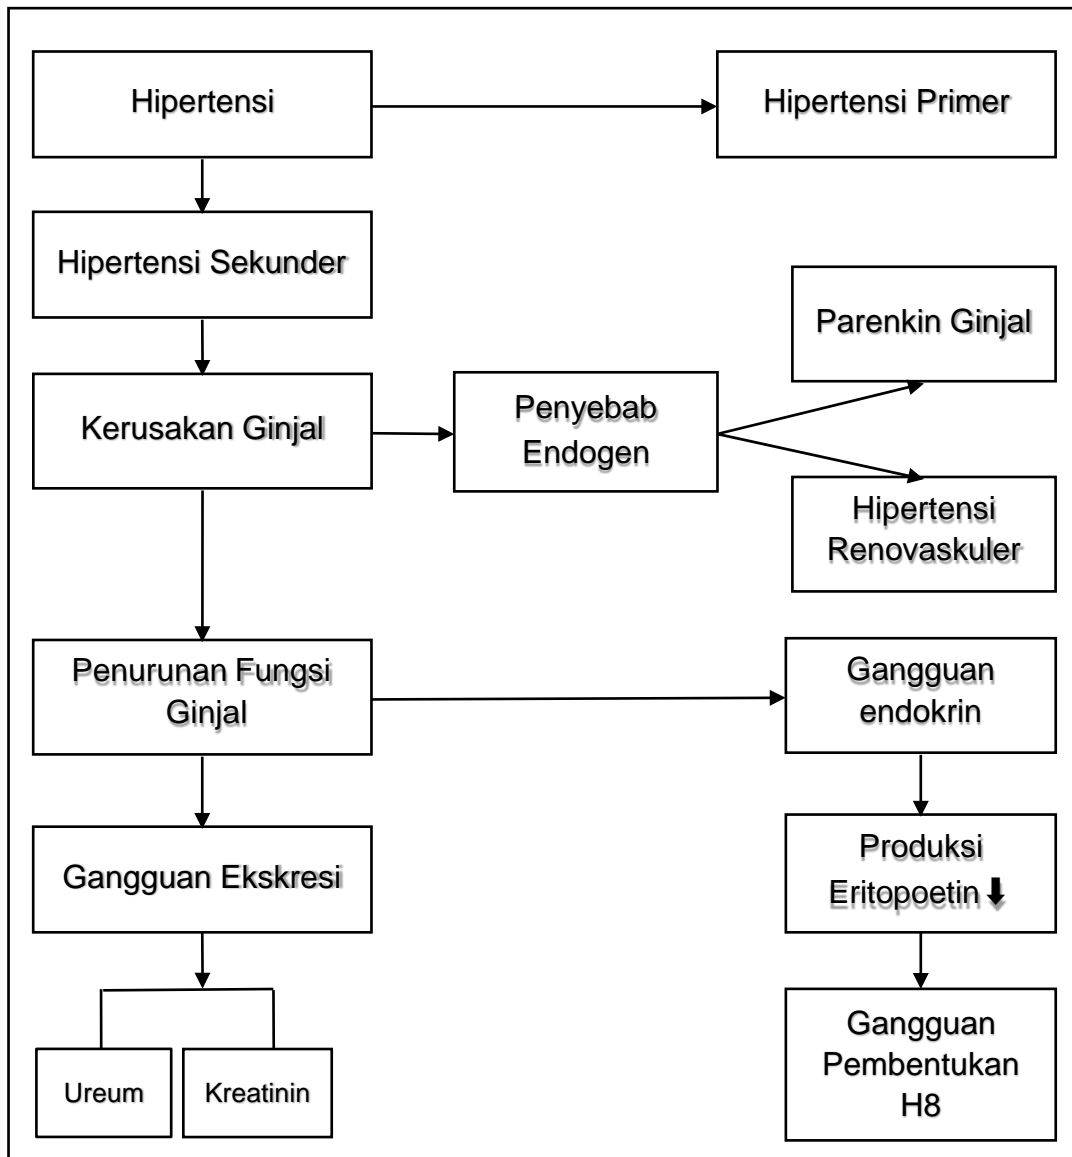 Hipertensi
Hipertensi Primer
Hipertensi Sekunder
Parenkin Ginjal
Kerusakan Ginjal
Penyebab
Endogen
Hipertensi
Renovaskuler
Penurunan Fungsi
Ginjal
Gangguan
endokrin
Gangguan Ekskresi
Produksi
Eritopoetin
Ureum
Kreatinin
Gangguan
Pembentukan
H8